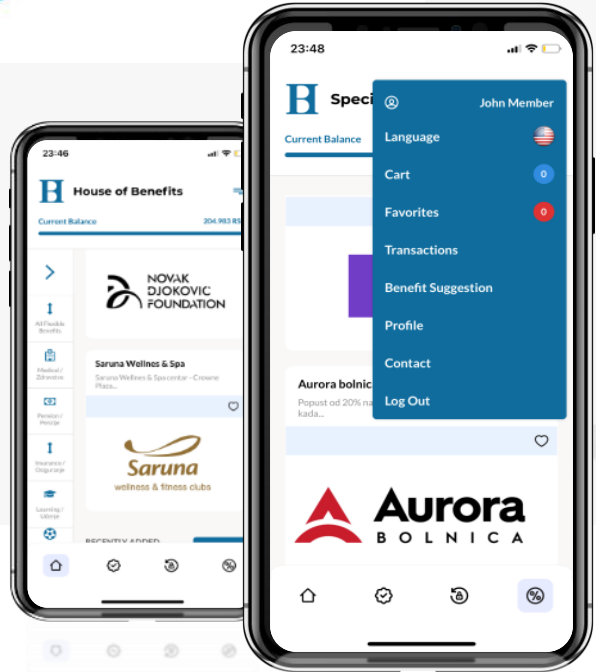 23:46
House of Benefits
Current Balance
204.983 RS
NOVAK
DJOKOVIC
FOUNDATION
All Flexible
Benefits
Medical /
Zdravstvo
Pension /
Penzije
Insurance /
Osiguranje
Learning /
Učenje
Saruna Wellnes & Spa
Saruna Wellnes & Spa centar - Crowne
Plaza...
Saruna
wellness & fitness clubs
RECENTLY ADDED
23:48
Speci
Current Balance
John Member
Language
Cart
0
Favorites
0
Transactions
Benefit Suggestion
Profile
Contact
Log Out
Aurora bolnic
Popust od 20% na
kada...
Aurora
BOLNICA